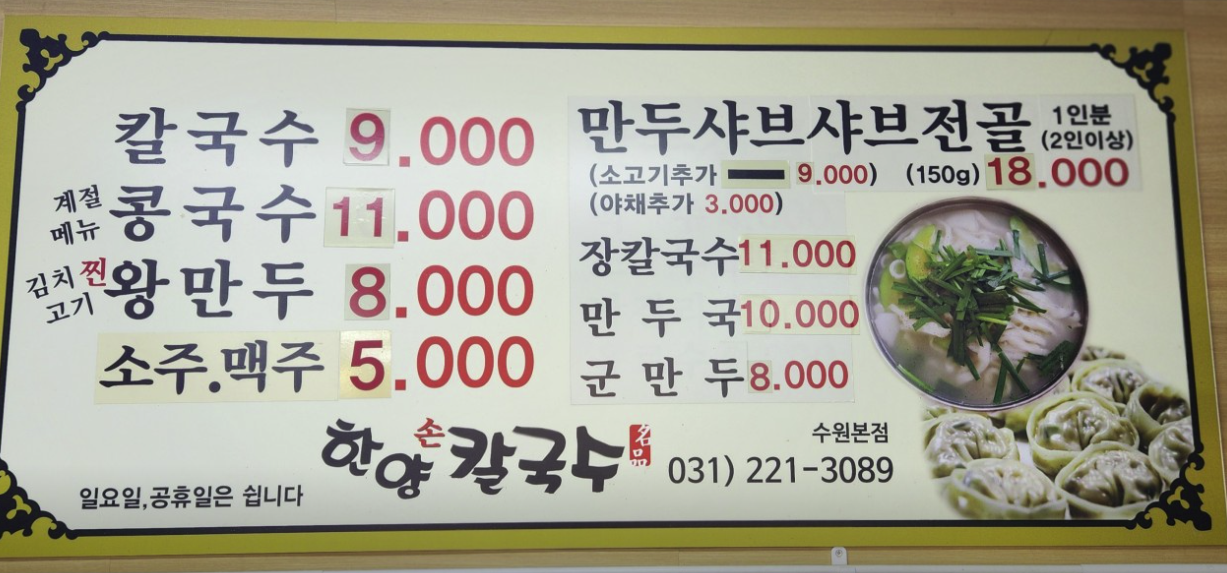 칼국수 9.000
계절메뉴 콩국수 11.000
김치 고기 찐왕만두 8.000
소주.맥주 5.000
만두샤브샤브전골 1인분 (2인이상)
(소고기추가 9.000) (150g) 18.000
(야채추가 3.000)
장칼국수 11.000
만두국 10.000
군만두 8.000
한양손칼국수 名品
수원본점
031) 221-3089
일요일,공휴일은 쉽니다